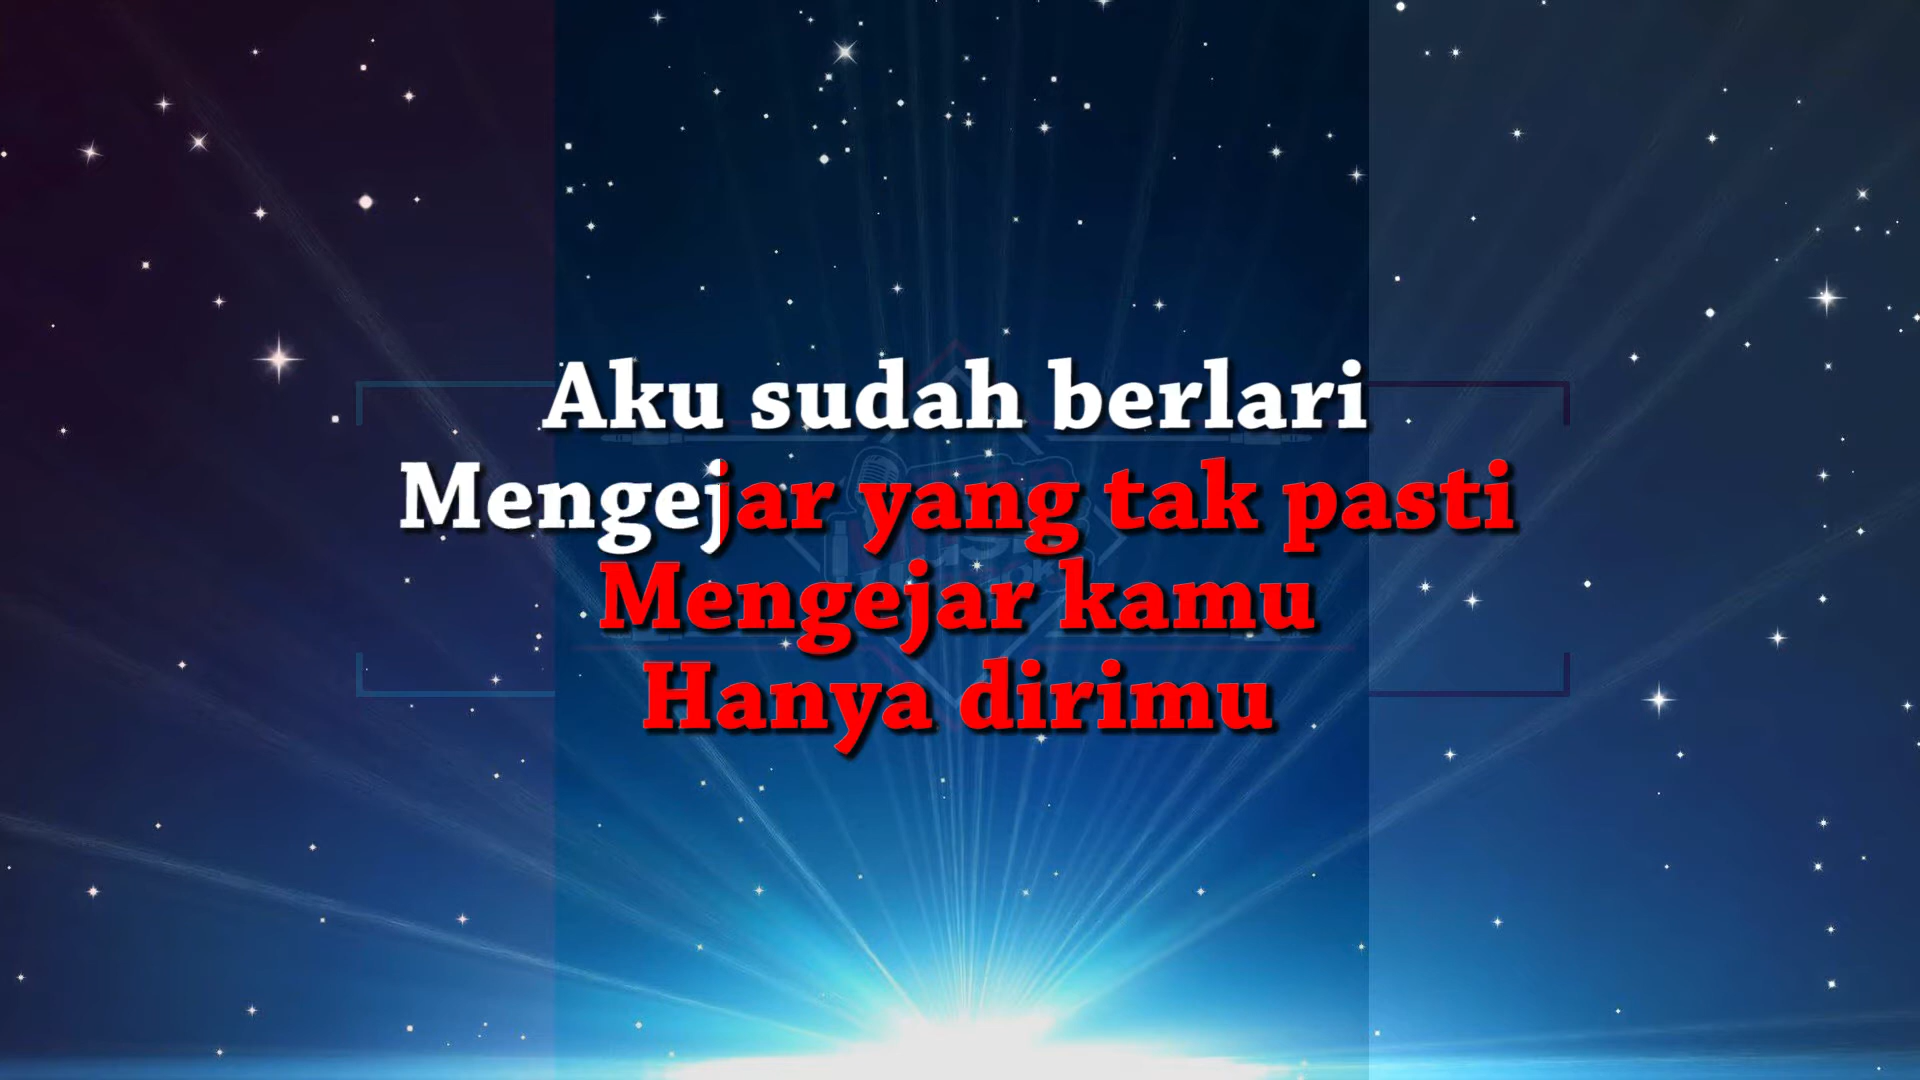 Aku sudah berlari
Mengejar yang tak pasti
Mengejar kamu
Hanya dirimu